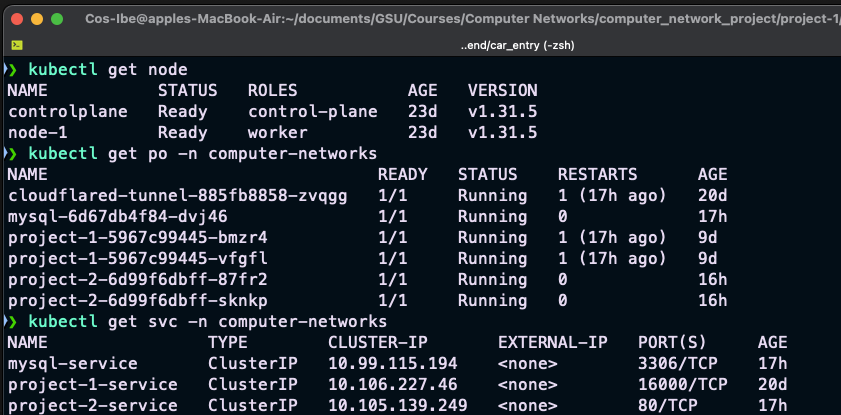 Cos-Ibe@apples-MacBook-Air:~/documents/GSU/Courses/Computer Networks/computer_network_project/project-1/
..end/car_entry (-zsh)
❯ kubectl get node
NAME STATUS ROLES AGE VERSION
controlplane Ready control-plane 23d v1.31.5
node-1 Ready worker 23d v1.31.5
❯ kubectl get po -n computer-networks
NAME READY STATUS RESTARTS AGE
cloudflared-tunnel-885fb8858-zvqgg 1/1 Running 1 (17h ago) 20d
mysql-6d67db4f84-dvj46 1/1 Running 0 17h
project-1-5967c99445-bmzr4 1/1 Running 1 (17h ago) 9d
project-1-5967c99445-vfgfl 1/1 Running 1 (17h ago) 9d
project-2-6d99f6dbff-87fr2 1/1 Running 0 16h
project-2-6d99f6dbff-sknkp 1/1 Running 0 16h
❯ kubectl get svc -n computer-networks
NAME TYPE CLUSTER-IP EXTERNAL-IP PORT(S) AGE
mysql-service ClusterIP 10.99.115.194 <none> 3306/TCP 17h
project-1-service ClusterIP 10.106.227.46 <none> 16000/TCP 20d
project-2-service ClusterIP 10.105.139.249 <none> 80/TCP 17h